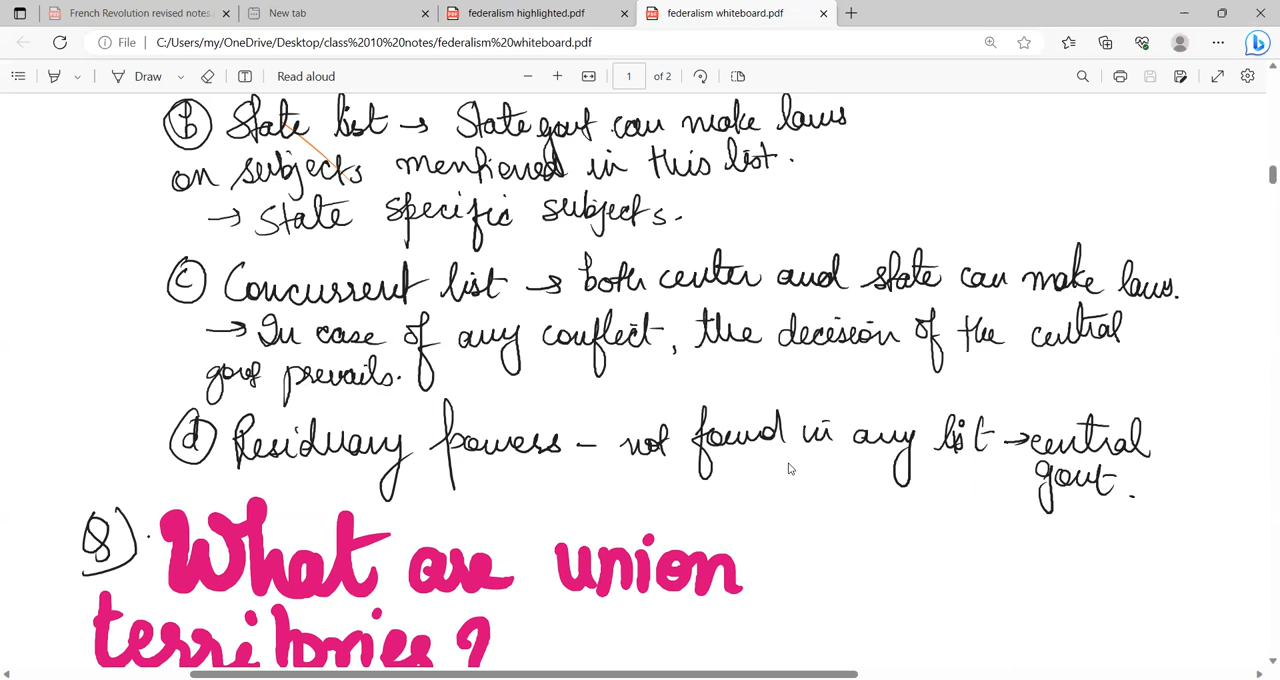 French Revolution revised notes.
New tab
federalism highlighted.pdf
federalism whiteboard.pdf
File C:/Users/my/OneDrive/Desktop/class%2010%20notes/federalism%20whiteboard.pdf
Draw Read aloud 1 of 2
b State list → State govt can make laws
on subjects mentioned in this list.
→ State specific subjects.
c Concurrent list → both center and state can make laws.
→ In case of any conflict, the decision of the central
govt prevails.
d Residuary powers – not found in any list → central
govt.
Q). What are union
territories?